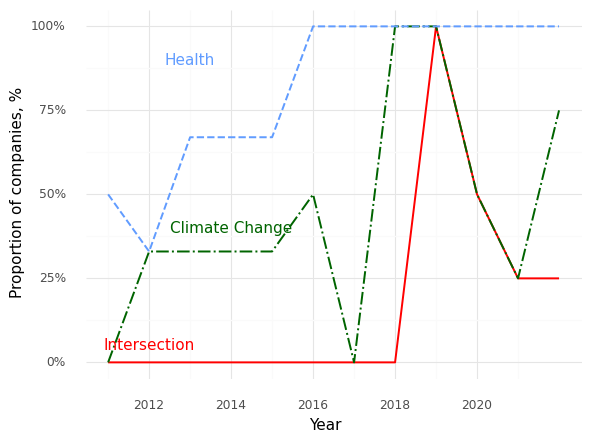 100%
Health
75%
50%
Climate Change
25%
Intersection
0%
2012 2014 2016 2018 2020
Year
Proportion of companies, %